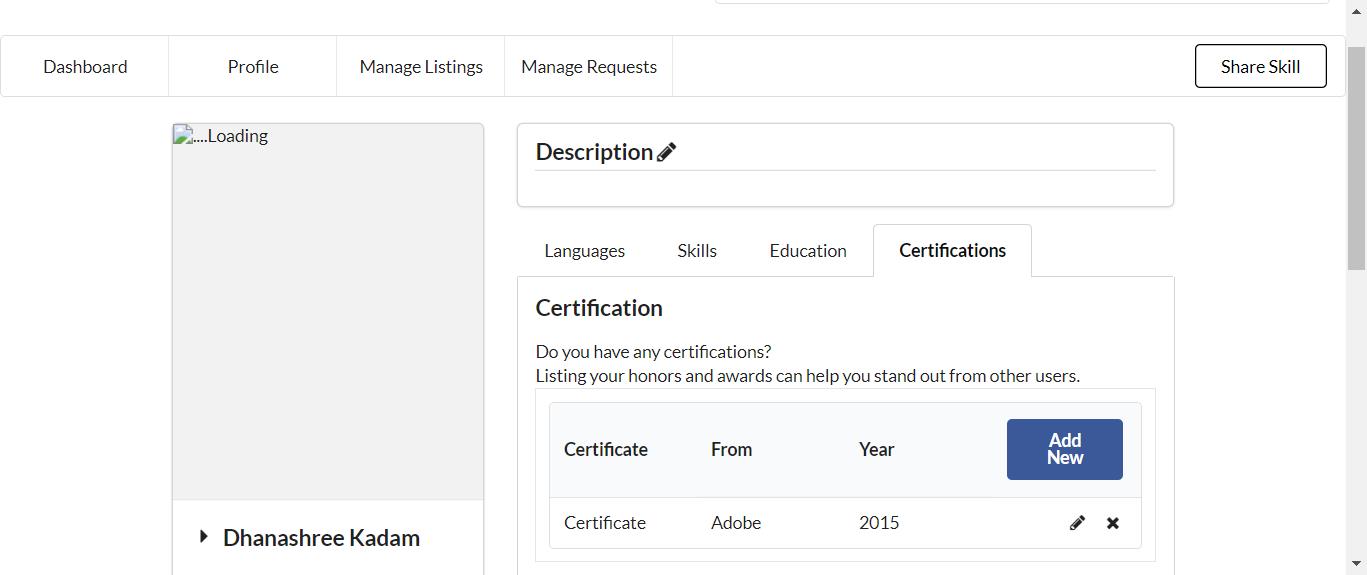 Dashboard
Profile
Manage Listings
Manage Requests
Share Skill
....Loading
Dhanashree Kadam
Description
Languages
Skills
Education
Certifications
Certification
Do you have any certifications?
Listing your honors and awards can help you stand out from other users.
Certificate From Year
Add
New
Certificate Adobe 2015